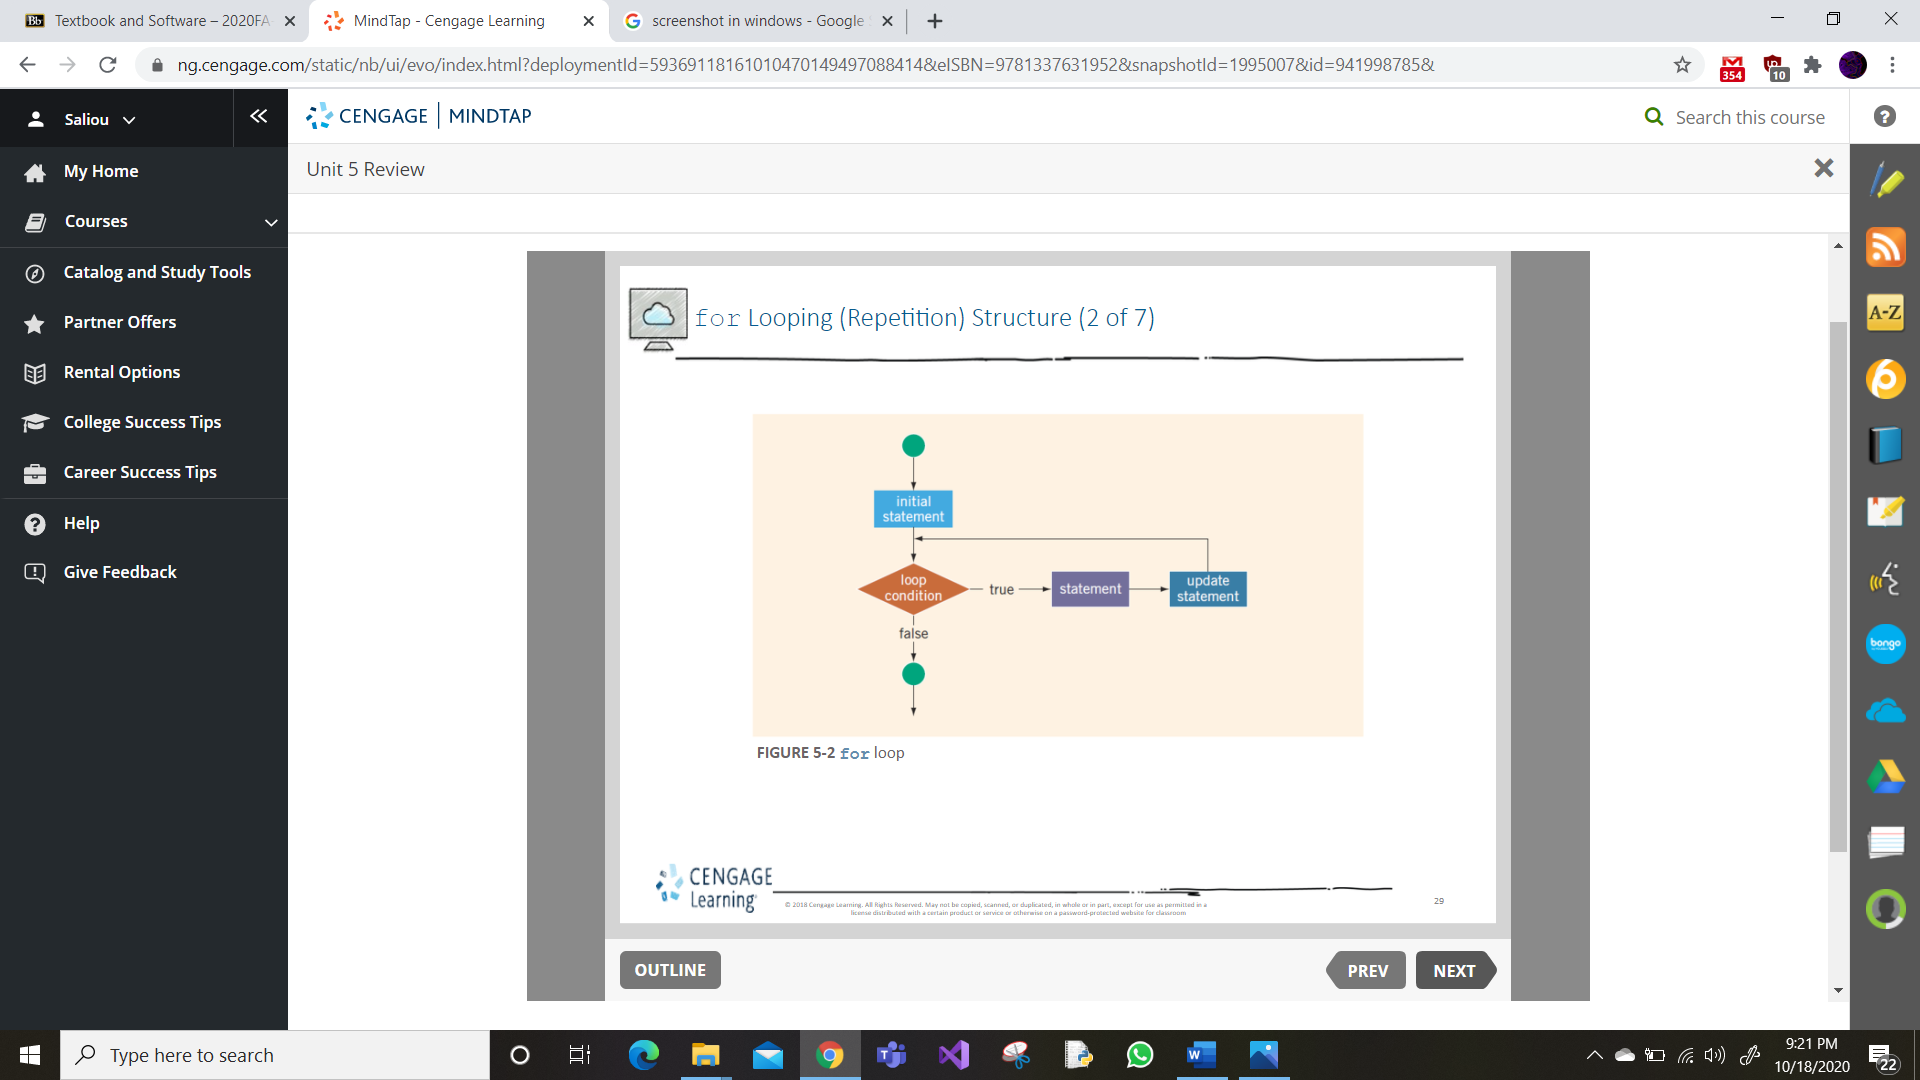 Bb Textbook and Software – 2020FA
MindTap - Cengage Learning
screenshot in windows - Google
ng.cengage.com/static/nb/ui/evo/index.html?deploymentId=59369118161010470149497088414&eISBN=9781337631952&snapshotId=1995007&id=941998785&
354
10
Saliou
CENGAGE | MINDTAP
Search this course
Unit 5 Review
My Home
Courses
Catalog and Study Tools
Partner Offers
Rental Options
College Success Tips
Career Success Tips
Help
Give Feedback
for Looping (Repetition) Structure (2 of 7)
initial
statement
loop
condition
true
statement
update
statement
false
FIGURE 5-2 for loop
CENGAGE
Learning
© 2018 Cengage Learning. All Rights Reserved. May not be copied, scanned, or duplicated, in whole or in part, except for use as permitted in a
license distributed with a certain product or service or otherwise on a password-protected website for classroom
29
OUTLINE
PREV
NEXT
A-Z
bongo
Type here to search
9:21 PM
10/18/2020
22